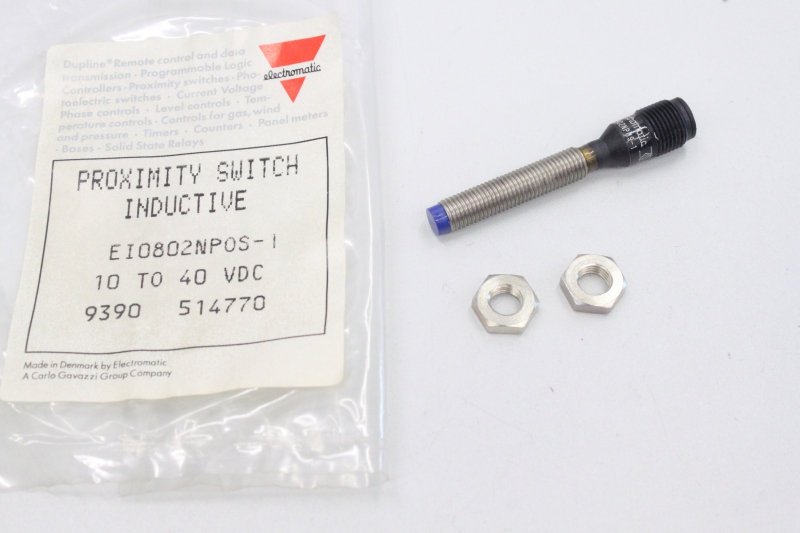 Dupline® Remote control and data
transmission · Programmable Logic
Controllers · Proximity switches · Pho-
toelectric switches · Current Voltage
Phase controls · Level controls · Tem-
perature controls · Controls for gas, wind
and pressure · Timers · Counters · Panel meters
· Bases · Solid State Relays
electromatic
PROXIMITY SWITCH
INDUCTIVE
EI0802NPOS-1
10 TO 40 VDC
9390 514770
Made in Denmark by Electromatic
A Carlo Gavazzi Group Company